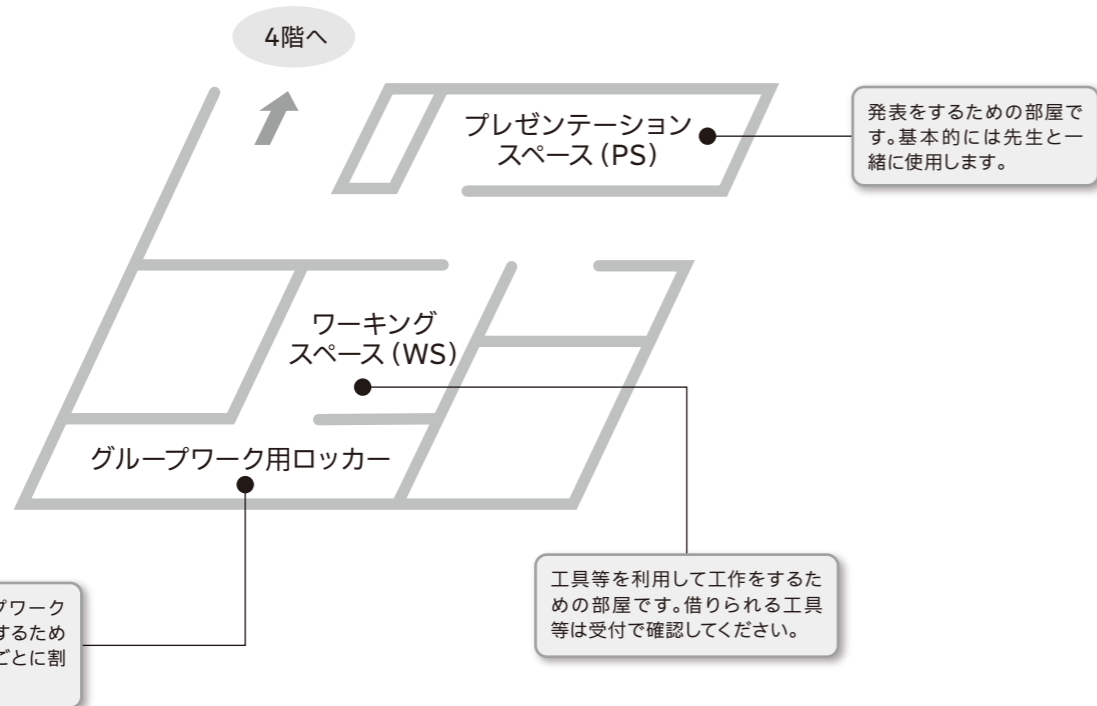 4階へ
プレゼンテーション
スペース(PS)
発表をするための部屋で
す。基本的には先生と一
緒に使用します。
ワーキング
スペース(WS)
グループワーク用ロッカー
工具等を利用して工作をするた
めの部屋です。借りられる工具
等は受付で確認してください。
プワーク
するため
ごとに割